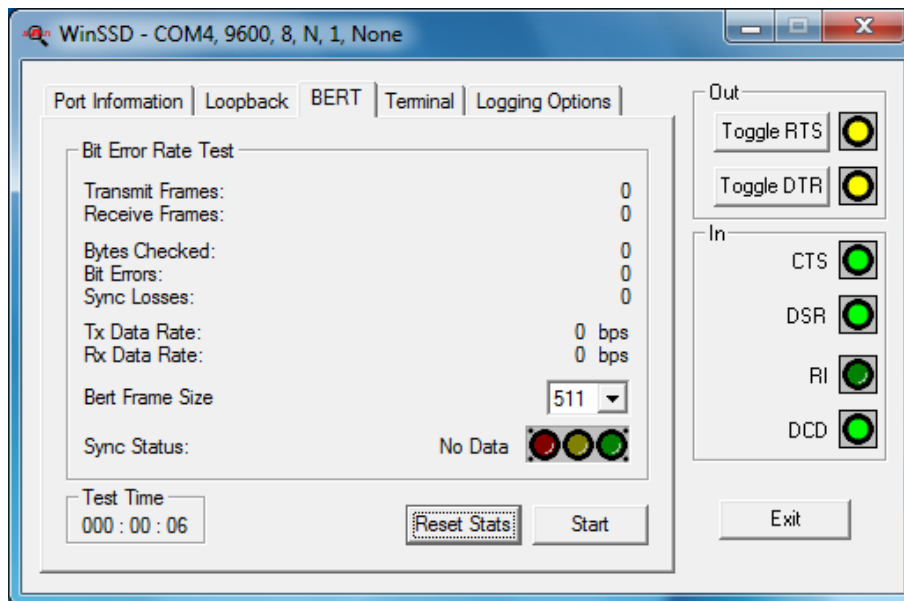 WinSSD - COM4, 9600, 8, N, 1, None
Port Information Loopback BERT Terminal Logging Options
Bit Error Rate Test
Transmit Frames: 0
Receive Frames: 0
Bytes Checked: 0
Bit Errors: 0
Sync Losses: 0
Tx Data Rate: 0 bps
Rx Data Rate: 0 bps
Bert Frame Size 511
Sync Status: No Data
Test Time
000 : 00 : 06
Reset Stats Start
Out
Toggle RTS
Toggle DTR
In
CTS
DSR
RI
DCD
Exit